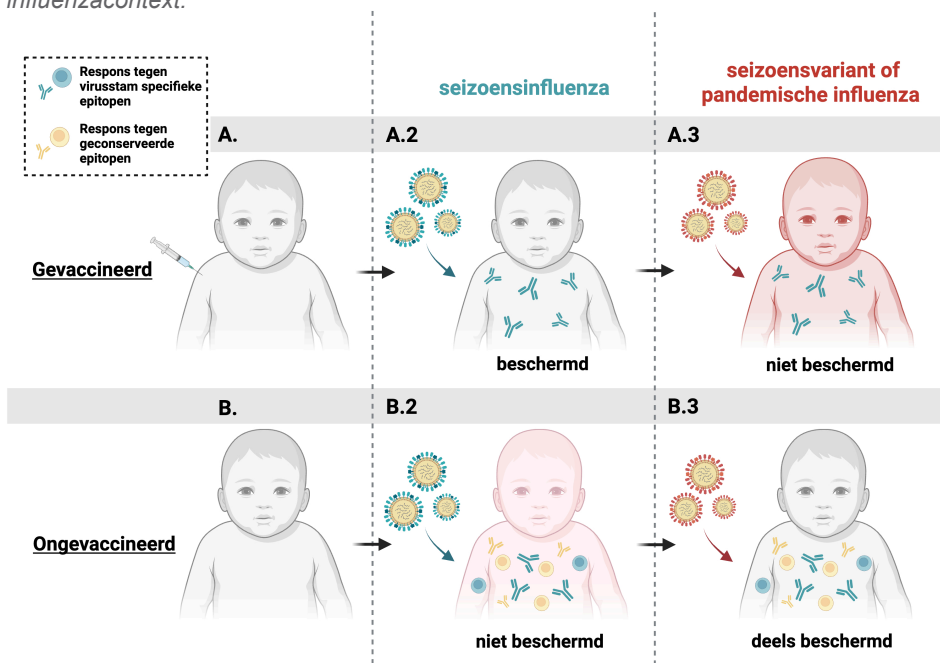 influenzacontext.
Respons tegen
virusstam specifieke
epitopen
Respons tegen
geconserveerde
epitopen
seizoensinfluenza
seizoensvariant of
pandemische influenza
A.
A.2
A.3
Gevaccineerd
beschermd
niet beschermd
B.
B.2
B.3
Ongevaccineerd
niet beschermd
deels beschermd